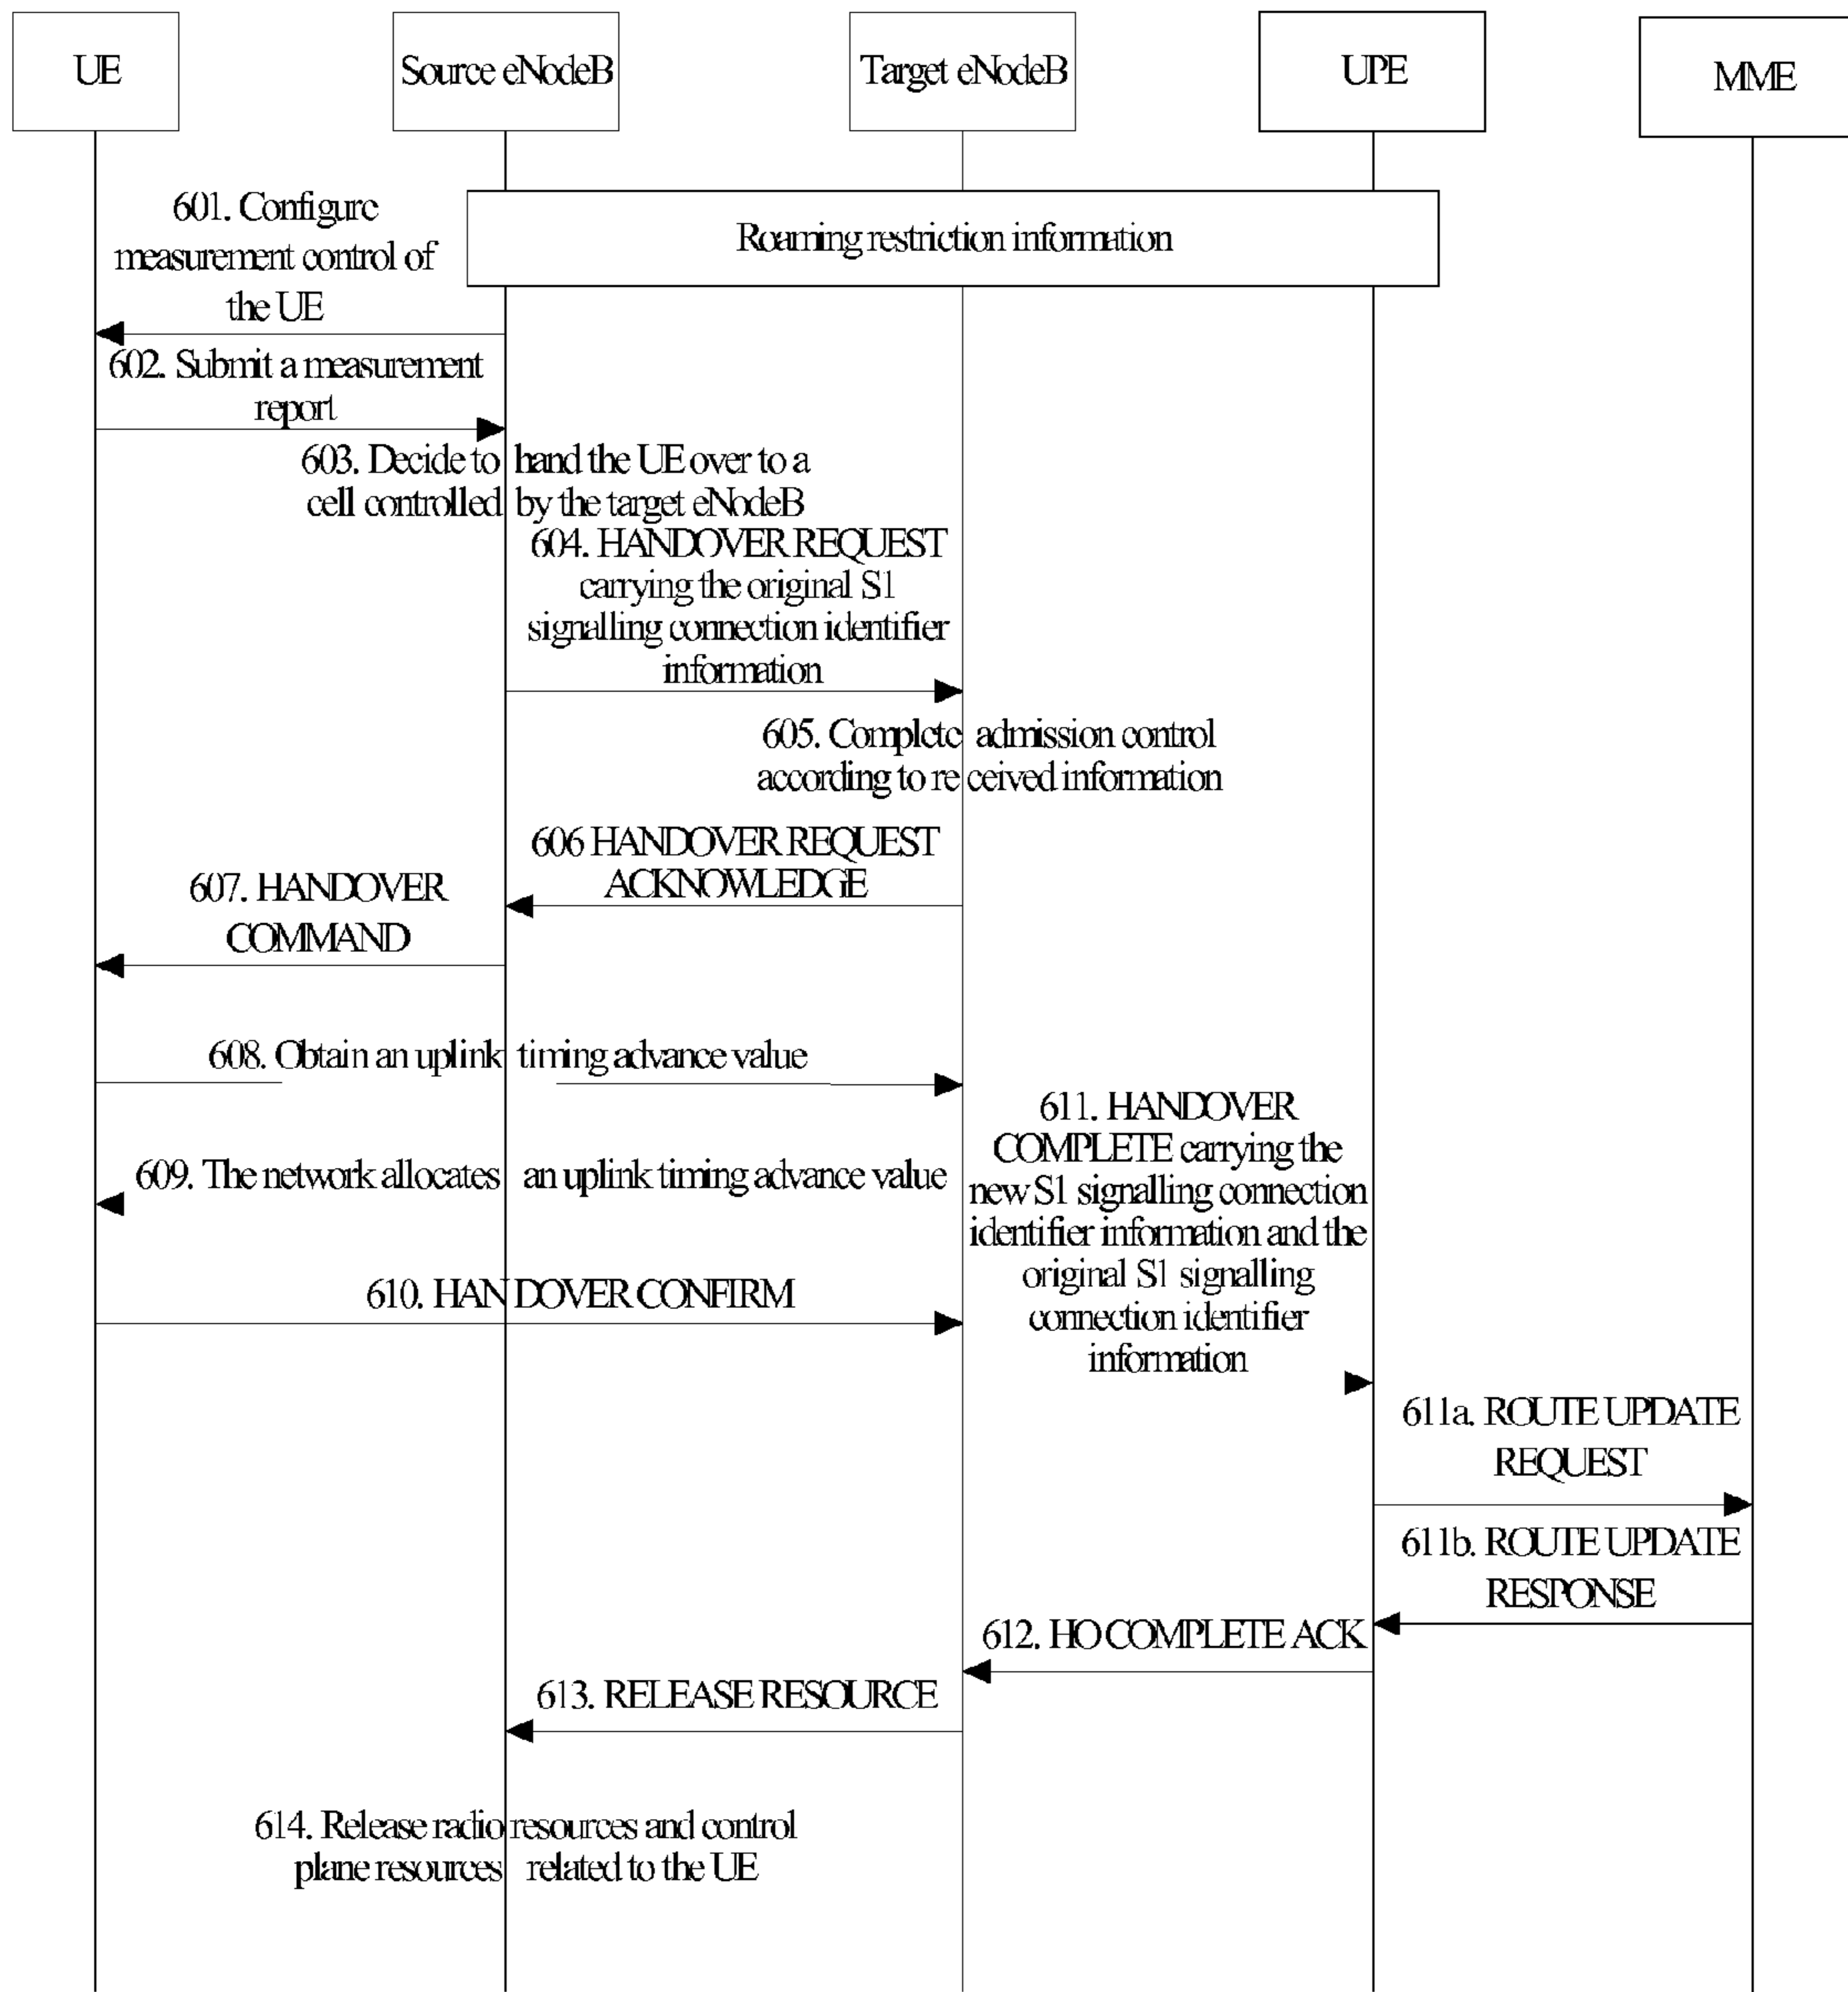 UE
Source eNodeB
Target eNodeB
UPE
MME
Roaming restriction information
601. Configure
measurement control of
the UE
602. Submit a measurement
report
603. Decide to hand the UE over to a
cell controlled by the target eNodeB
604. HANDOVER REQUEST
carrying the original S1
signalling connection identifier
information
605. Complete admission control
according to re ceived information
606 HANDOVER REQUEST
ACKNOWLEDGE
607. HANDOVER
COMMAND
608. Obtain an uplink timing advance value
609. The network allocates an uplink timing advance value
610. HAN DOVER CONFIRM
611. HANDOVER
COMPLETE carrying the
new S1 signalling connection
identifier information and the
original S1 signalling
connection identifier
information
611a. ROUTE UPDATE
REQUEST
611b. ROUTE UPDATE
RESPONSE
612. HO COMPLETE ACK
613. RELEASE RESOURCE
614. Release radio resources and control
plane resources related to the UE